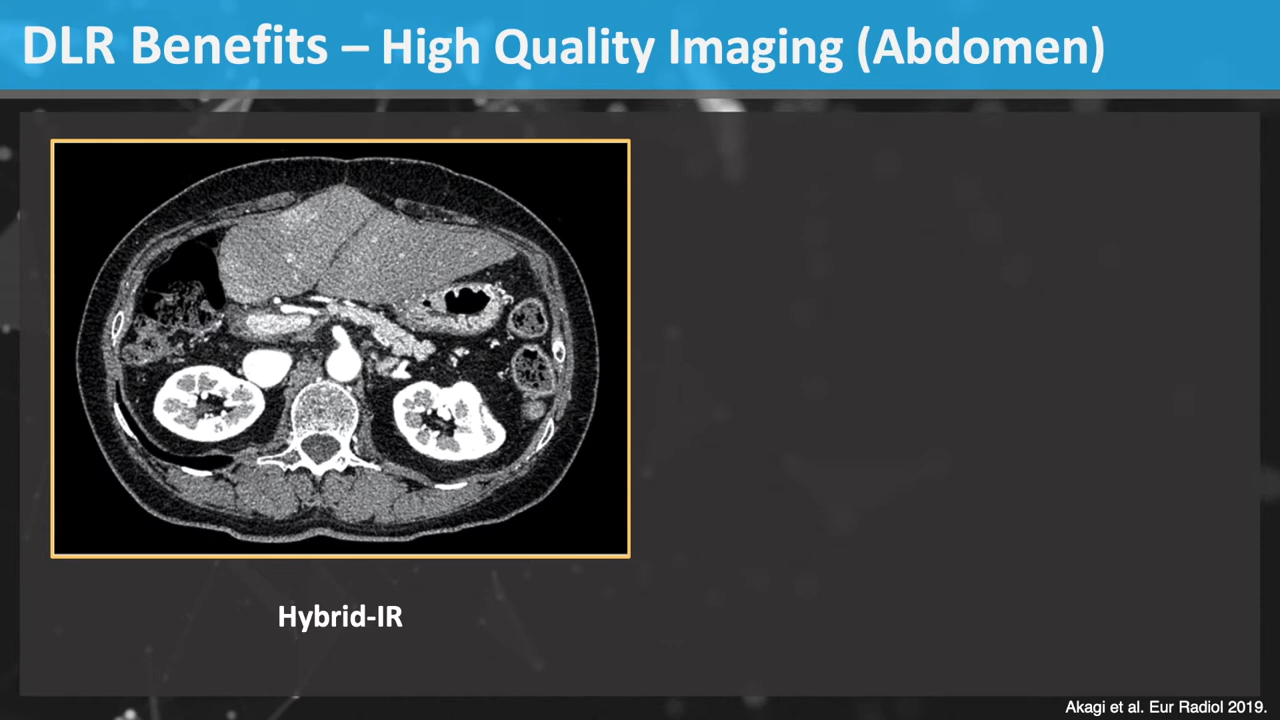 DLR Benefits – High Quality Imaging (Abdomen)
Hybrid-IR
Akagi et al. Eur Radiol 2019.